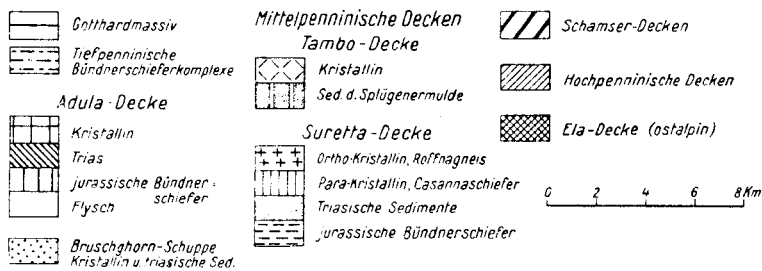 Gotthardmassiv
Tiefpenninische
Bündnerschieferkomplexe
Adula-Decke
Kristallin
Trias
jurassische Bündner =
schiefer
Flysch
Bruschghorn-Schuppe
Kristallin u. triasische Sed.
Mittelpenninische Decken
Tambo-Decke
Kristallin
Sed. d. Splügenermulde
Suretta-Decke
Ortho-Kristallin, Roffnagneis
Para-Kristallin, Casannaschiefer
Triasische Sedimente
jurassische Bündnerschiefer
Schamser-Decken
Hochpenninische Decken
Ela-Decke (ostalpin)
0 2 4 6 8 Km